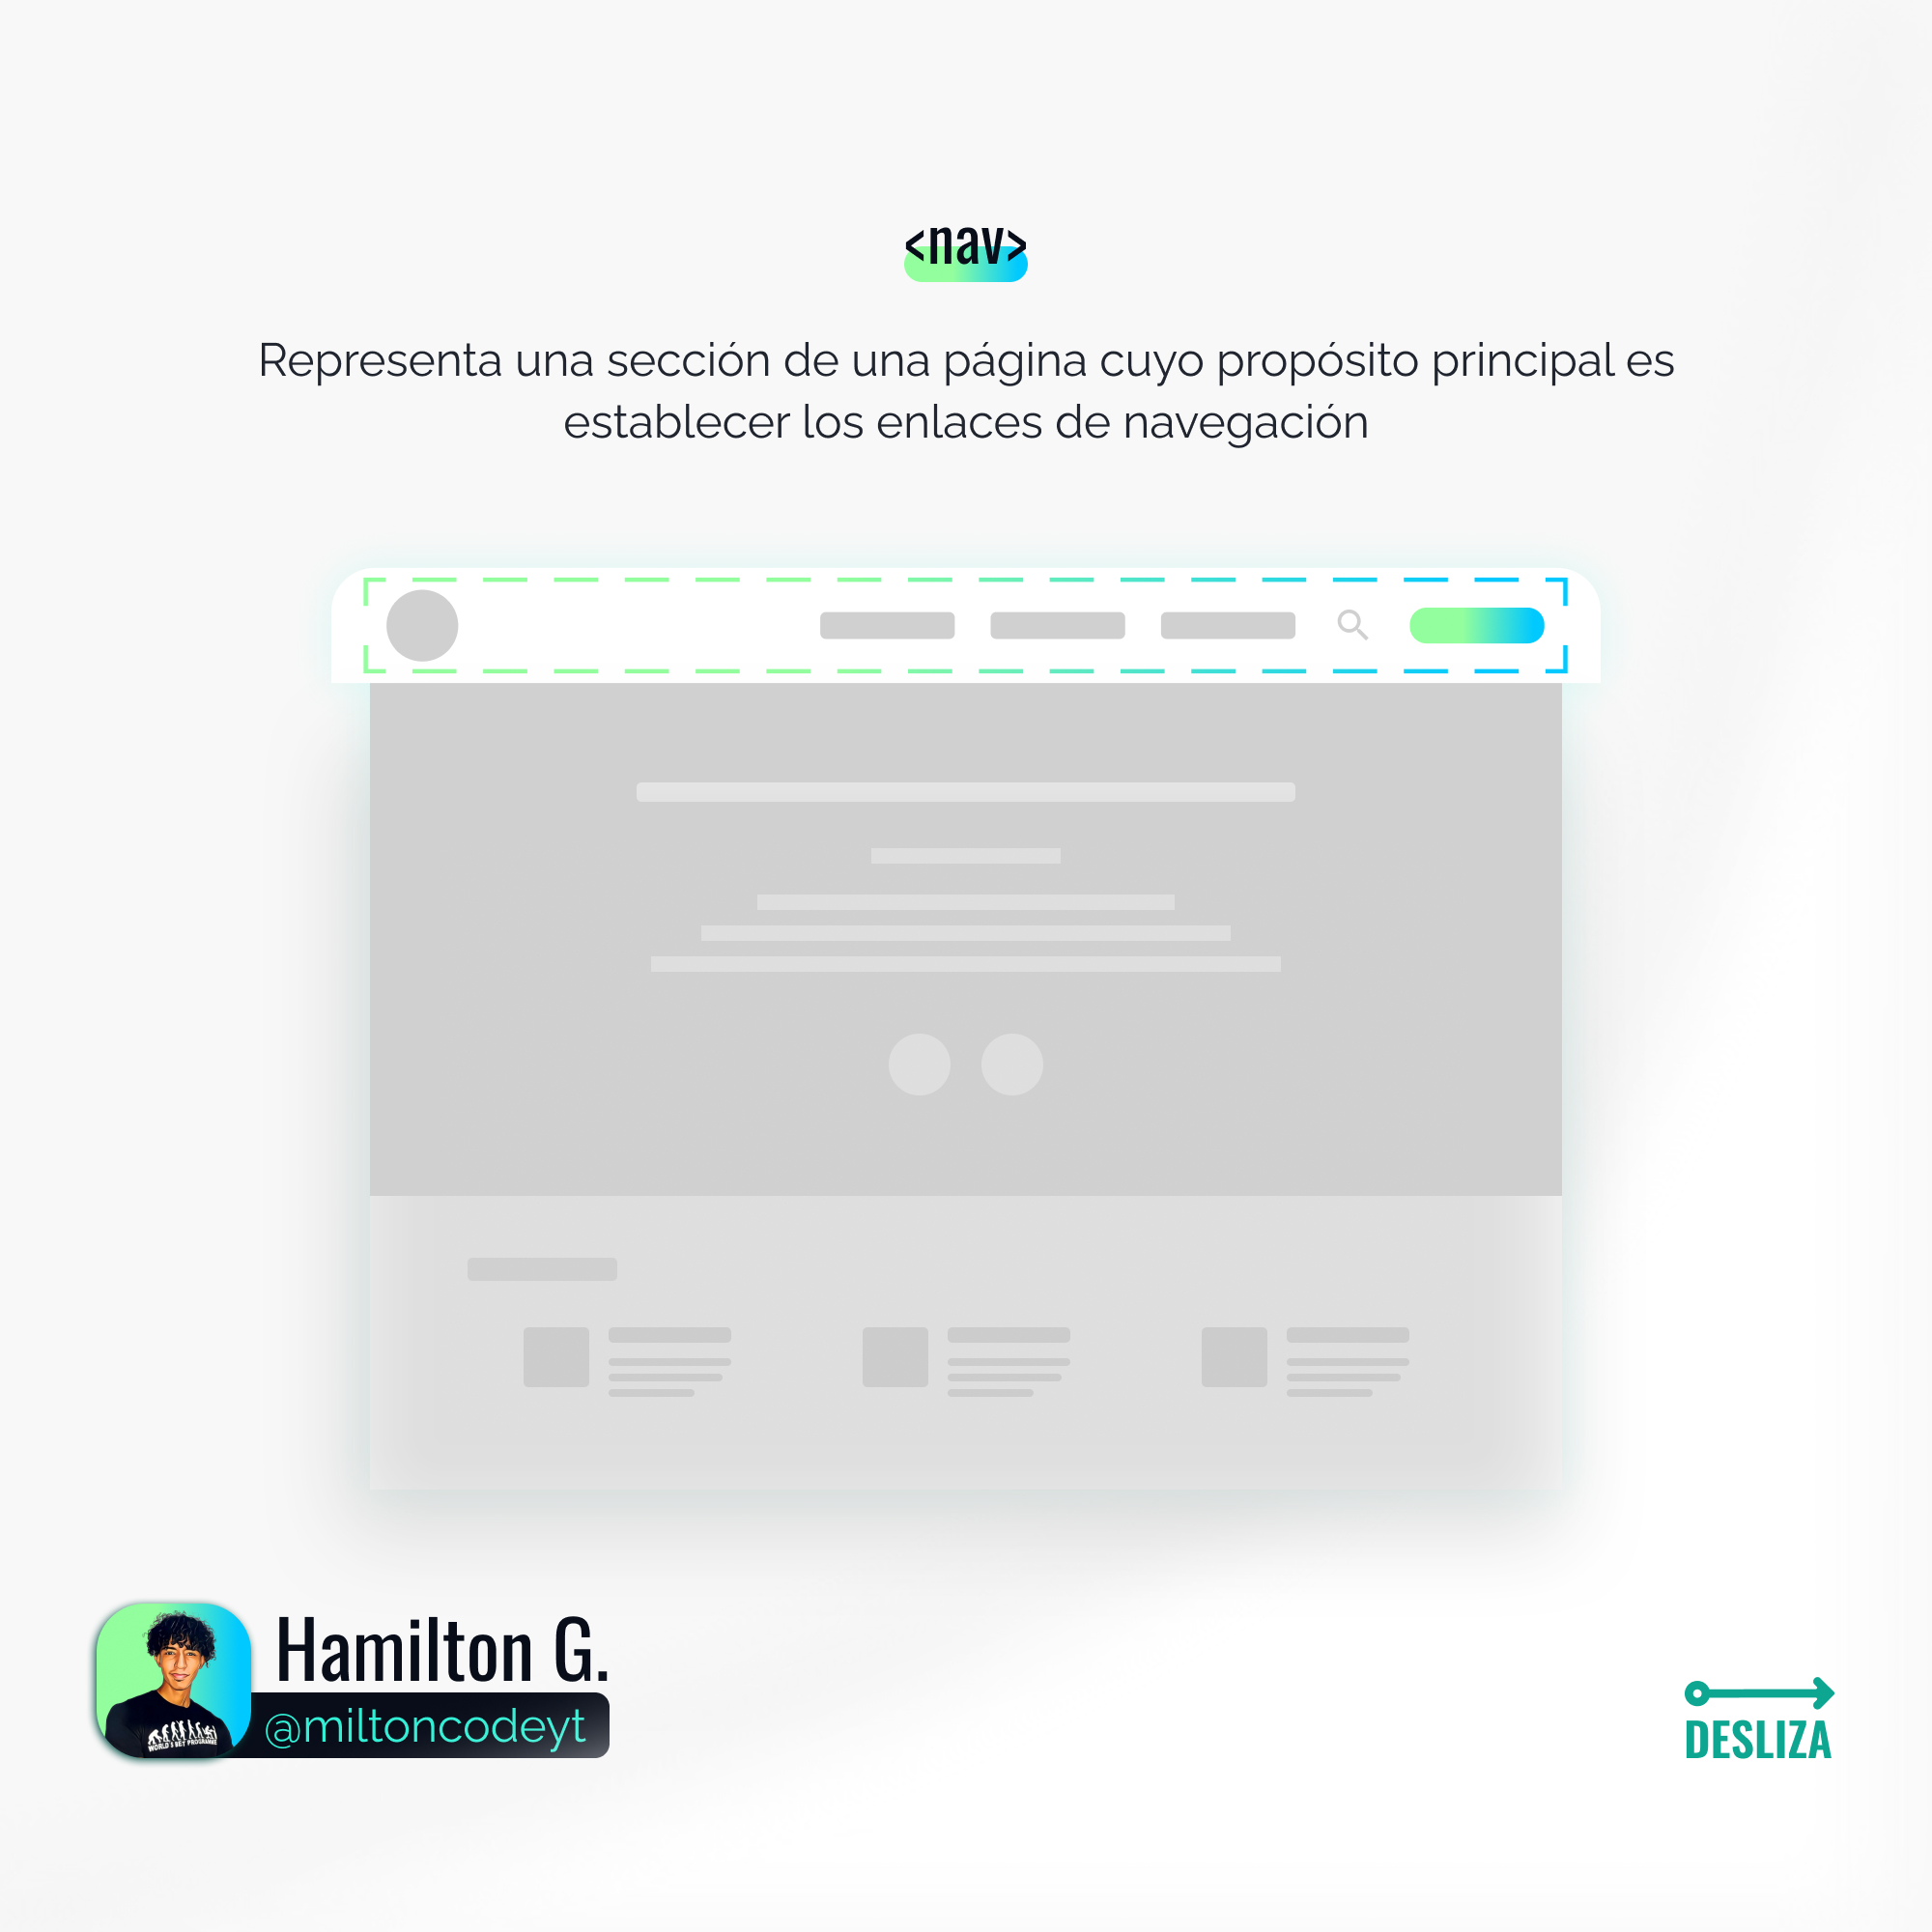 <nav>
Representa una sección de una página cuyo propósito principal es
establecer los enlaces de navegación
Hamilton G.
@miltoncodeyt
DESLIZA